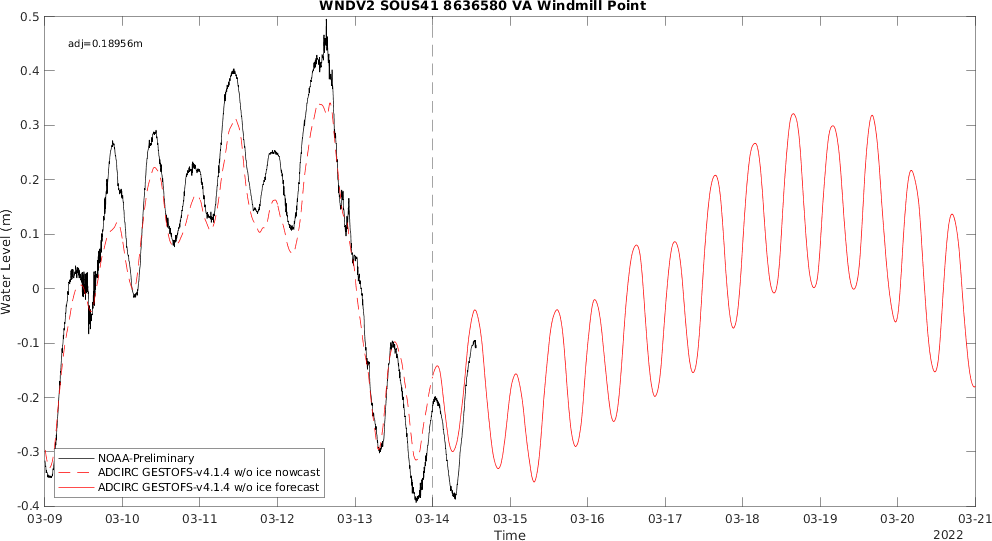 WNDV2 SOUS41 8636580 VA Windmill Point
adj=0.18956m
0.5
0.4
0.3
0.2
0.1
0
-0.1
-0.2
-0.3
-0.4
Water Level (m)
NOAA-Preliminary
ADCIRC GESTOFS-v4.1.4 w/o ice nowcast
ADCIRC GESTOFS-v4.1.4 w/o ice forecast
03-09 03-10 03-11 03-12 03-13 03-14 03-15 03-16 03-17 03-18 03-19 03-20 03-21
Time
2022